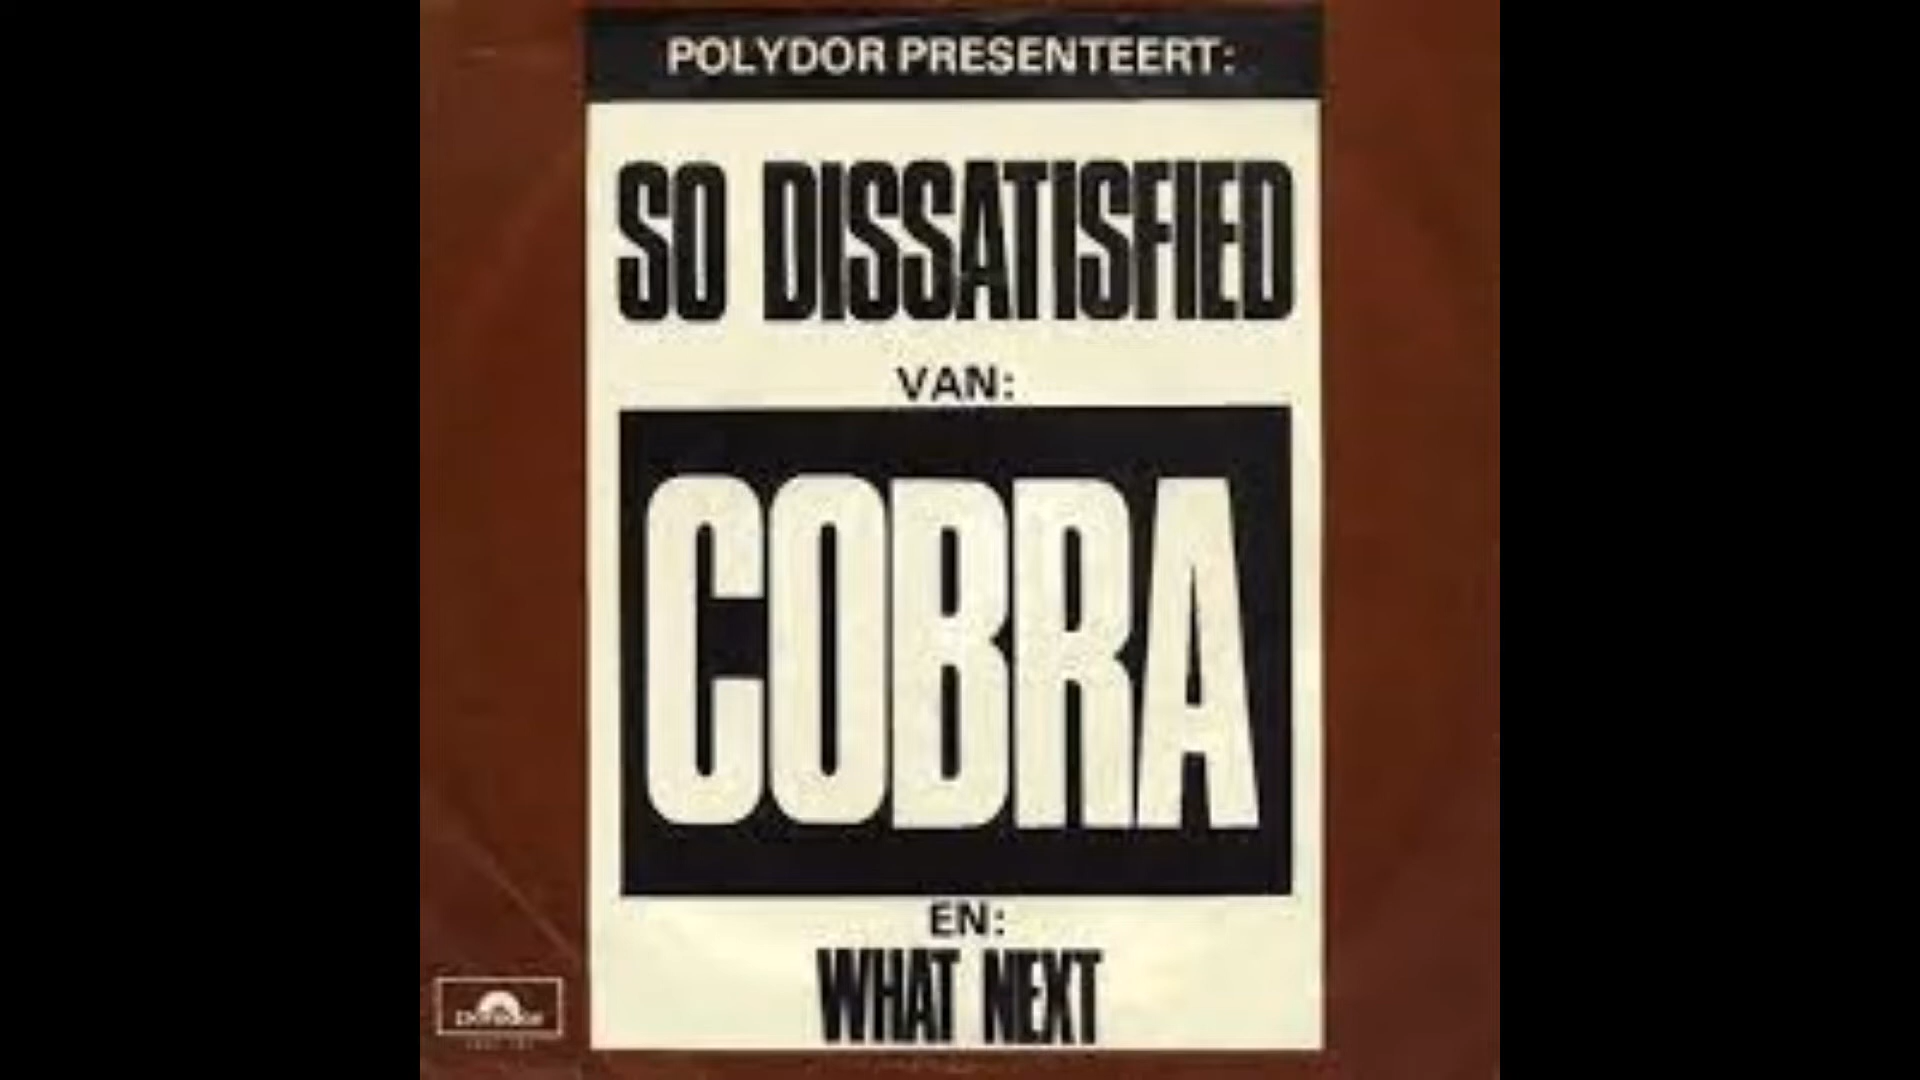 POLYDOR PRESENTEERT:
SO DISSATISFIED
VAN:
COBRA
EN:
WHAT NEXT